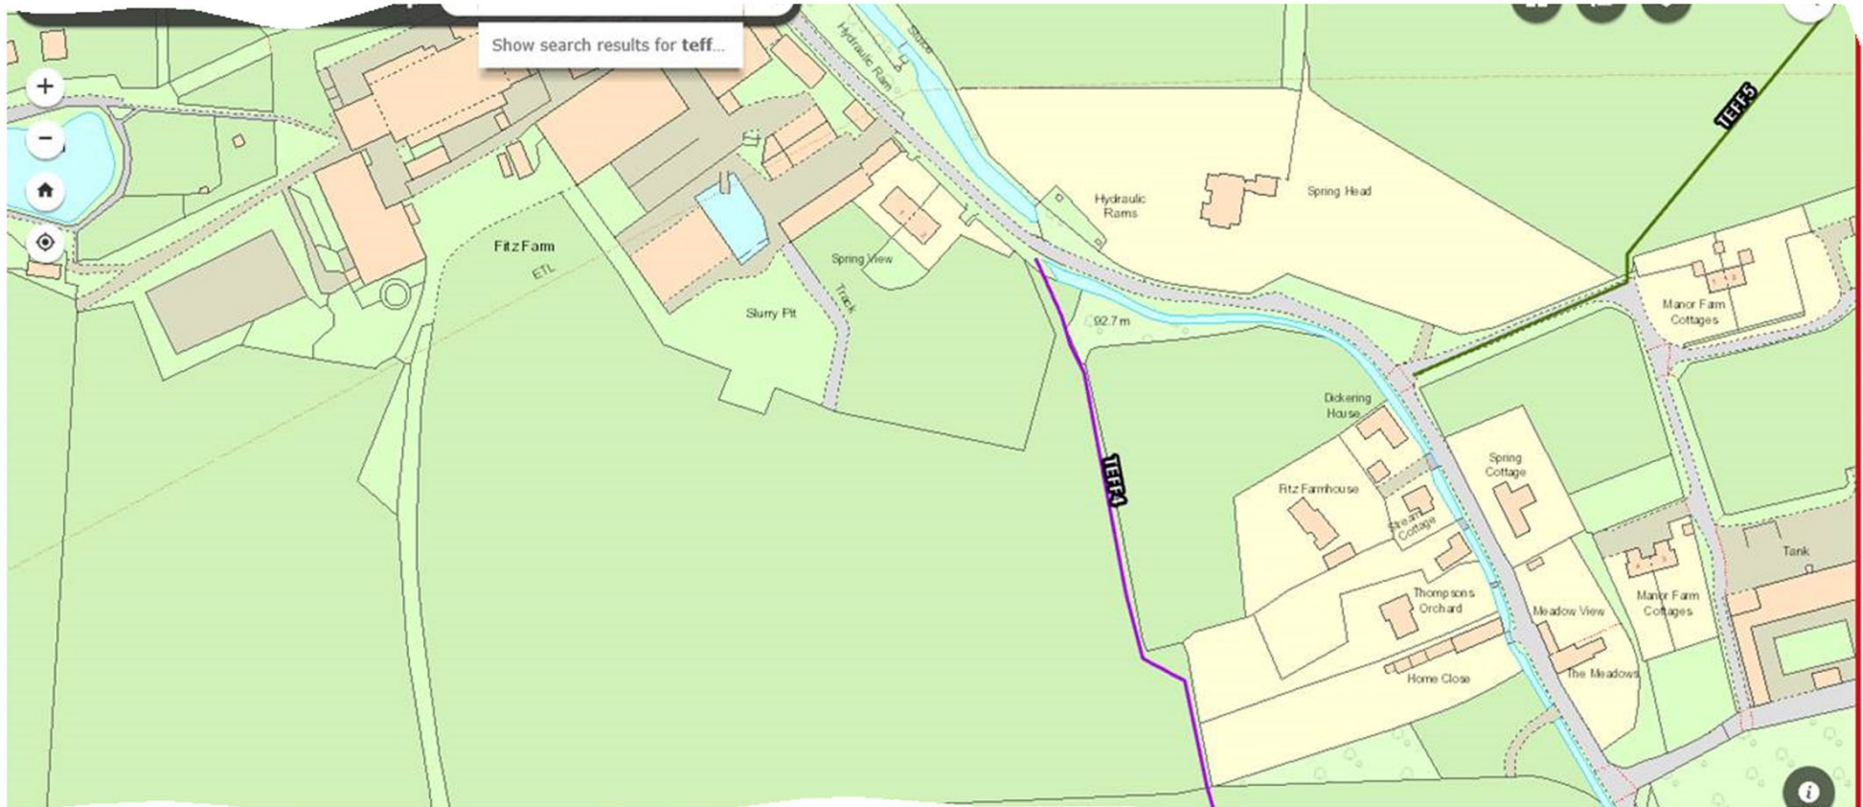 Show search results for teff...
Sluice
Hydraulic Ram
TEFF5
Hydraulic
Rams
Spring Head
Fitz Farm
ETL
Spring View
Track
Slurry Pit
92.7m
Manor Farm
Cottages
Dickering
House
TEFF4
Spring
Cottage
Fitz Farmhouse
Stream
Cottage
Tank
Thompsons
Orchard
Meadow View
Manor Farm
Cottages
The Meadows
Home Close